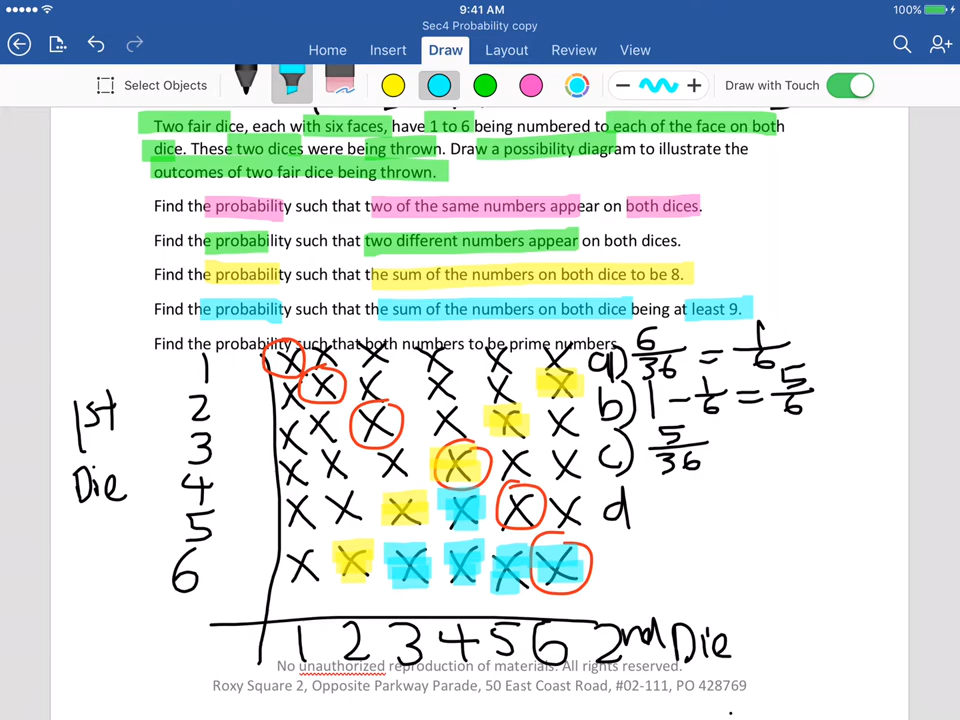 9:41 AM
100%
Sec4 Probability copy
Home Insert Draw Layout Review View
Select Objects
Draw with Touch
Two fair dice, each with six faces, have 1 to 6 being numbered to each of the face on both
dice. These two dices were being thrown. Draw a possibility diagram to illustrate the
outcomes of two fair dice being thrown.
Find the probability such that two of the same numbers appear on both dices.
Find the probability such that two different numbers appear on both dices.
Find the probability such that the sum of the numbers on both dice to be 8.
Find the probability such that the sum of the numbers on both dice being at least 9.
Find the probability such that both numbers to be prime numbers
1 X X X X X X a) 6/36 = 1/6
1st 2 X X X X X X b) 1 - 1/6 = 5/6
3 X X X X X X c) 5/36
Die 4 X X X X X X
5 X X X X X X d
6 X X X X X X
1 2 3 4 5 6 2nd Die
No unauthorized reproduction of materials. All rights reserved.
Roxy Square 2, Opposite Parkway Parade, 50 East Coast Road, #02-111, PO 428769